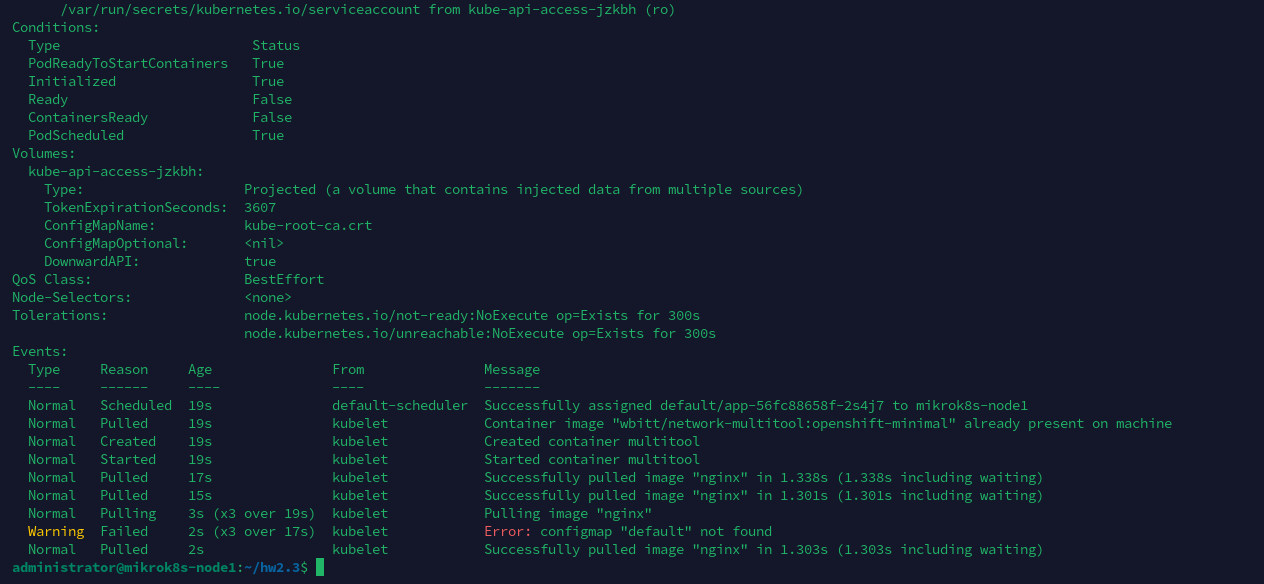 /var/run/secrets/kubernetes.io/serviceaccount from kube-api-access-jzkbh (ro)
Conditions:
  Type                        Status
  PodReadyToStartContainers   True
  Initialized                 True
  Ready                       False
  ContainersReady             False
  PodScheduled                True
Volumes:
  kube-api-access-jzkbh:
    Type:                    Projected (a volume that contains injected data from multiple sources)
    TokenExpirationSeconds:  3607
    ConfigMapName:           kube-root-ca.crt
    ConfigMapOptional:       <nil>
    DownwardAPI:             true
QoS Class:                   BestEffort
Node-Selectors:              <none>
Tolerations:                 node.kubernetes.io/not-ready:NoExecute op=Exists for 300s
                             node.kubernetes.io/unreachable:NoExecute op=Exists for 300s
Events:
  Type     Reason     Age               From               Message
  ----     ------     ----              ----               -------
  Normal   Scheduled  19s               default-scheduler  Successfully assigned default/app-56fc88658f-2s4j7 to mikrok8s-node1
  Normal   Pulled     19s               kubelet            Container image "wbitt/network-multitool:openshift-minimal" already present on machine
  Normal   Created    19s               kubelet            Created container multitool
  Normal   Started    19s               kubelet            Started container multitool
  Normal   Pulled     17s               kubelet            Successfully pulled image "nginx" in 1.338s (1.338s including waiting)
  Normal   Pulled     15s               kubelet            Successfully pulled image "nginx" in 1.301s (1.301s including waiting)
  Normal   Pulling    3s (x3 over 19s)  kubelet            Pulling image "nginx"
  Warning  Failed     2s (x3 over 17s)  kubelet            Error: configmap "default" not found
  Normal   Pulled     2s                kubelet            Successfully pulled image "nginx" in 1.303s (1.303s including waiting)
administrator@mikrok8s-node1:~/hw2.3$